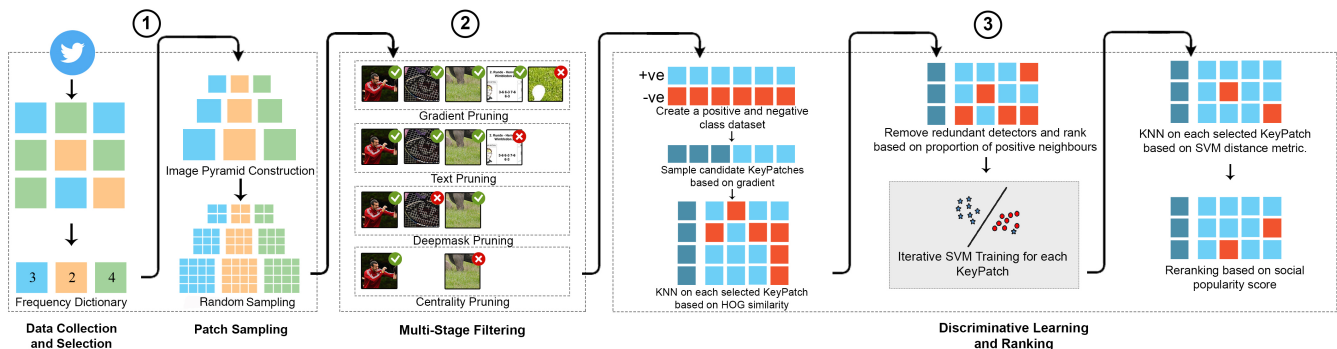 1
2
3
3
2
4
Frequency Dictionary
Data Collection
and Selection
Image Pyramid Construction
Random Sampling
Patch Sampling
Gradient Pruning
Text Pruning
Deepmask Pruning
Centrality Pruning
Multi-Stage Filtering
+ve
-ve
Create a positive and negative
class dataset
Sample candidate KeyPatches
based on gradient
KNN on each selected KeyPatch
based on HOG similarity
Remove redundant detectors and rank
based on proportion of positive neighbours
Iterative SVM Training for each
KeyPatch
KNN on each selected KeyPatch
based on SVM distance metric.
Reranking based on social
popularity score
Discriminative Learning
and Ranking